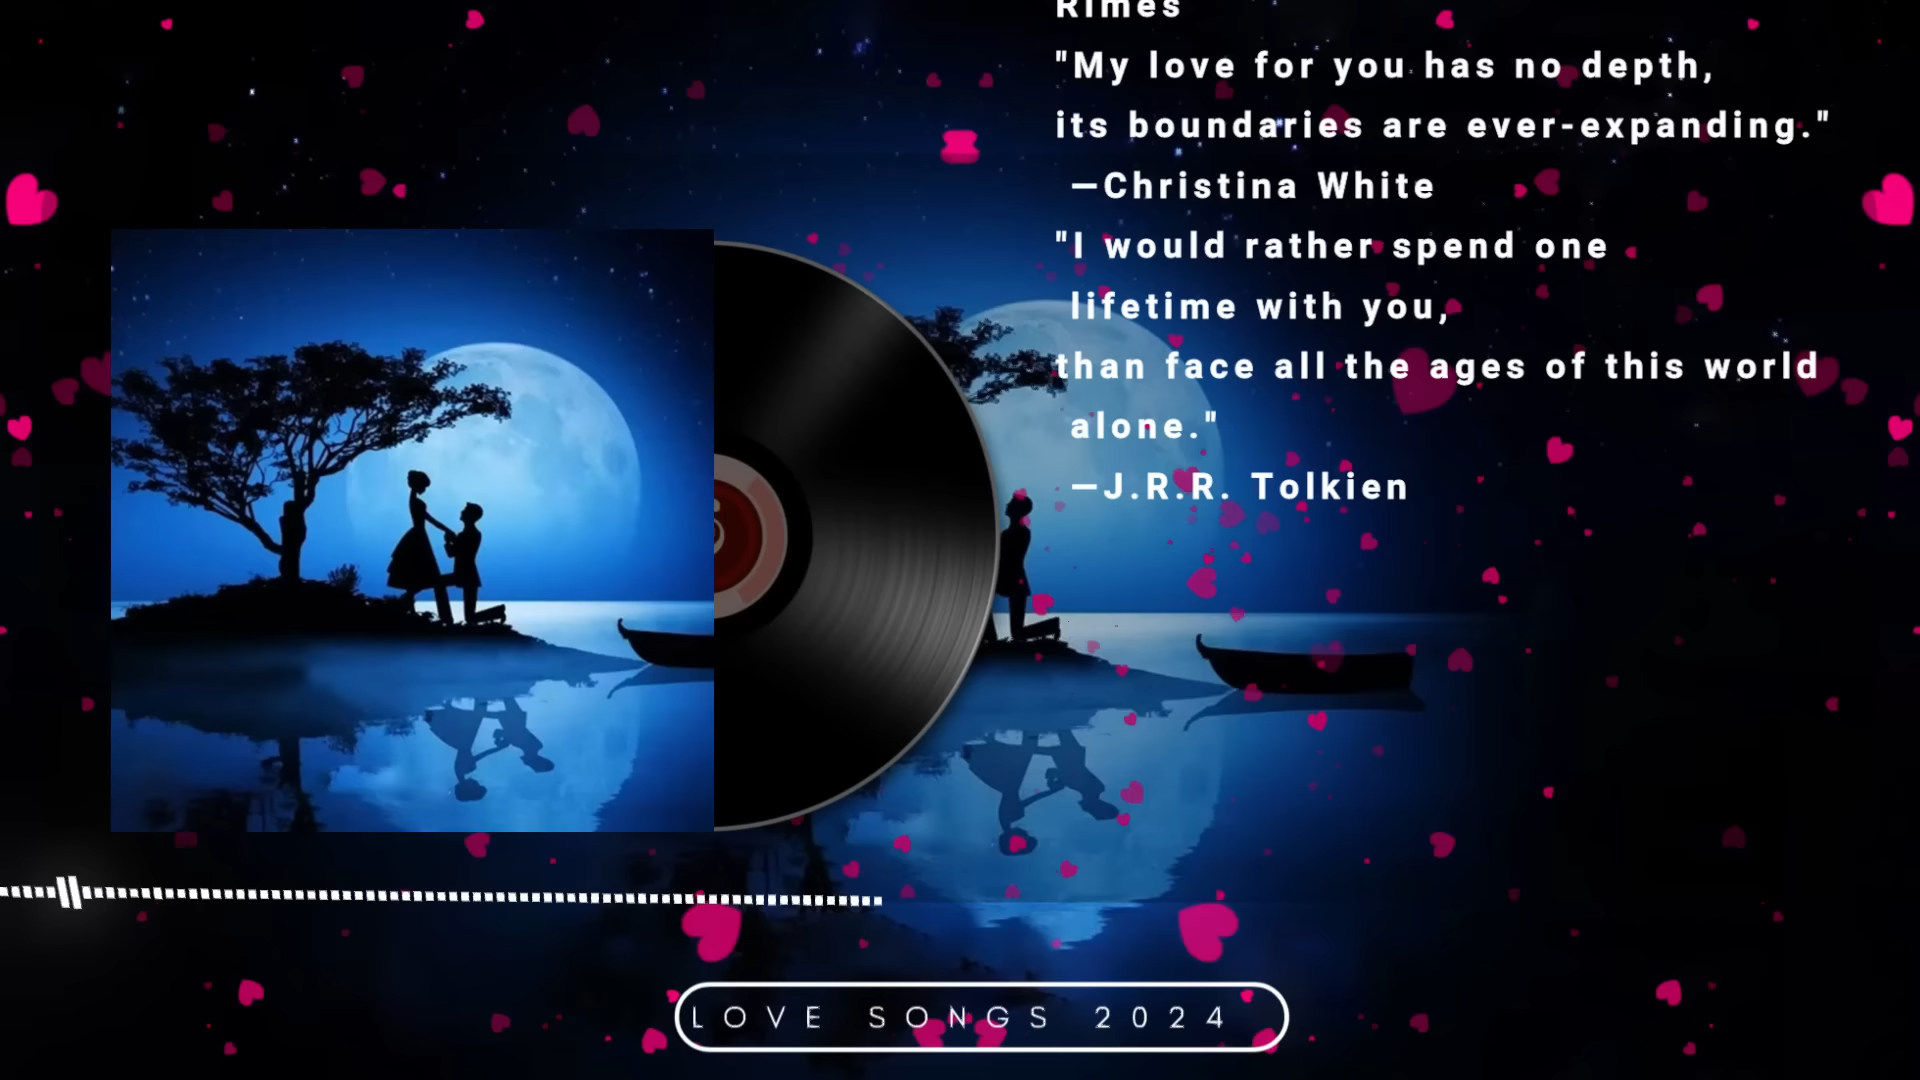 Rimes
"My love for you has no depth,
its boundaries are ever-expanding."
—Christina White
"I would rather spend one
lifetime with you,
than face all the ages of this world
alone."
—J.R.R. Tolkien
LOVE SONGS 2024